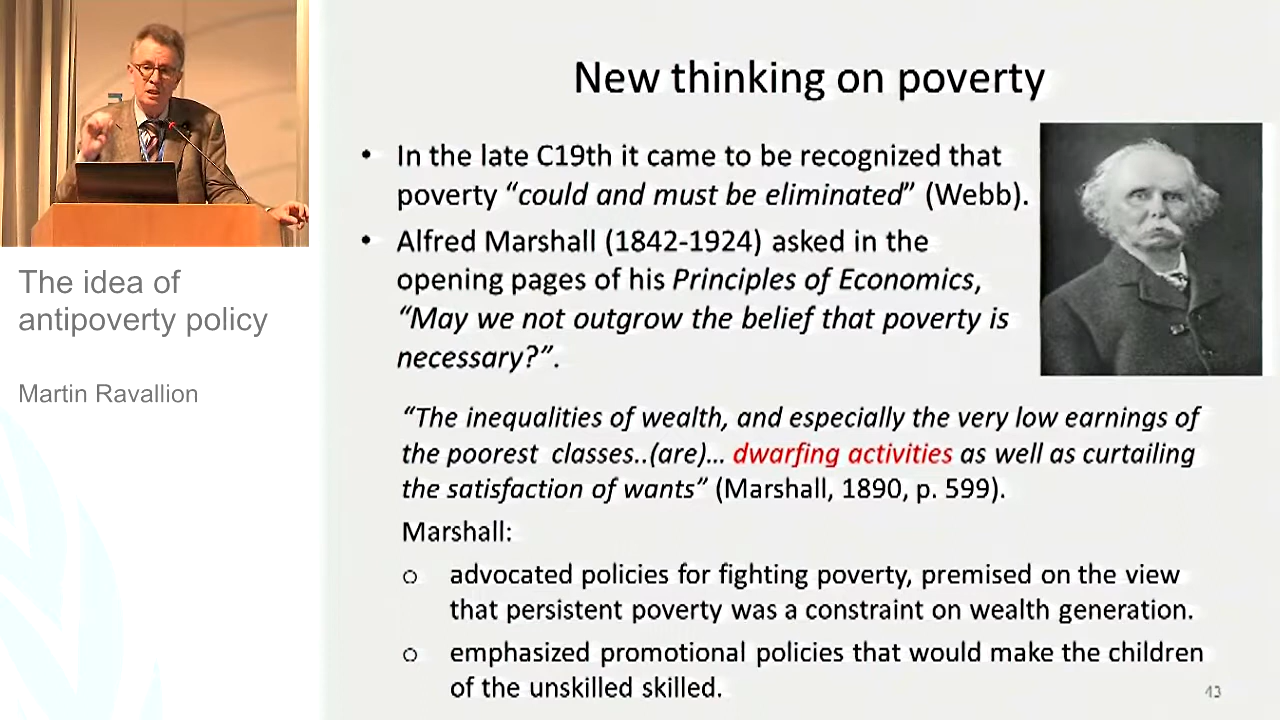 The idea of
antipoverty policy
Martin Ravallion
New thinking on poverty
• In the late C19th it came to be recognized that
poverty “could and must be eliminated” (Webb).
• Alfred Marshall (1842-1924) asked in the
opening pages of his Principles of Economics,
“May we not outgrow the belief that poverty is
necessary?”.
“The inequalities of wealth, and especially the very low earnings of
the poorest classes..(are)… dwarfing activities as well as curtailing
the satisfaction of wants” (Marshall, 1890, p. 599).
Marshall:
o advocated policies for fighting poverty, premised on the view
that persistent poverty was a constraint on wealth generation.
o emphasized promotional policies that would make the children
of the unskilled skilled.
43